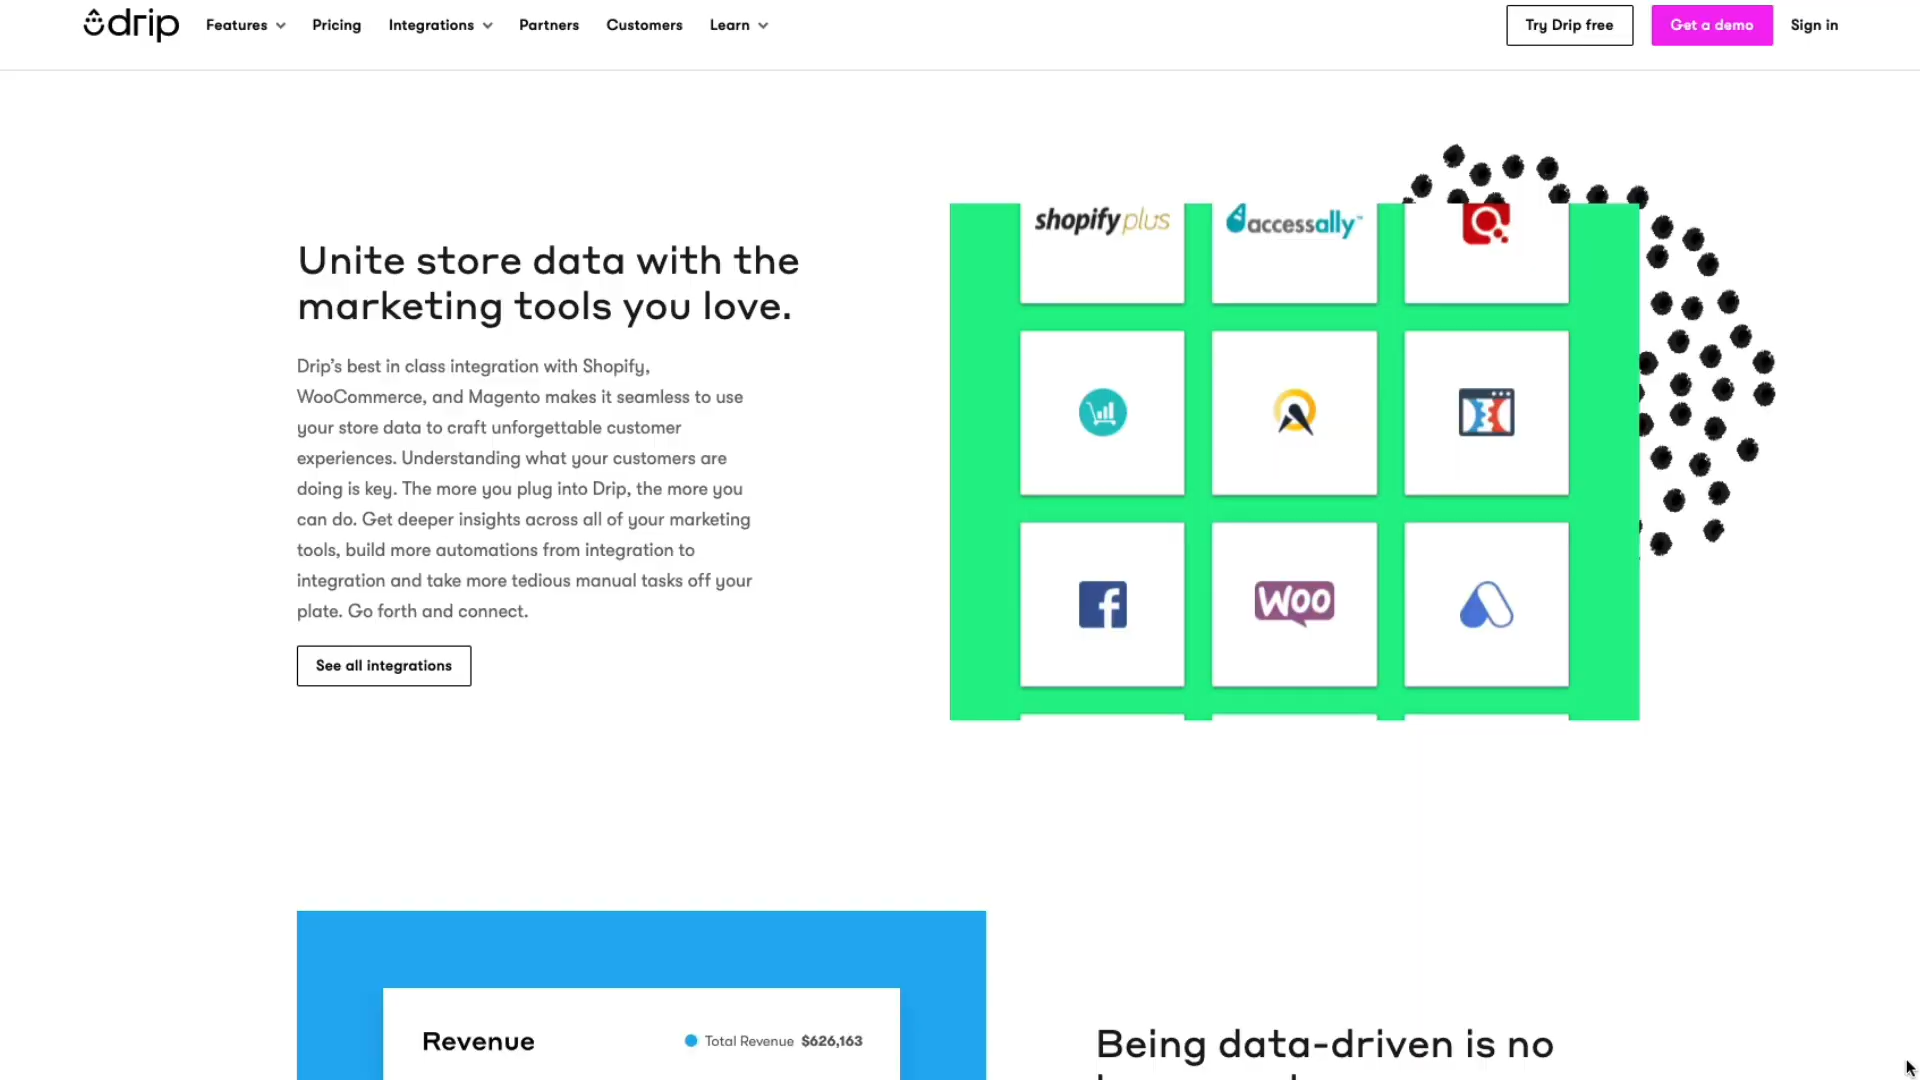 drip Features Pricing Integrations Partners Customers Learn Try Drip free Get a demo Sign in
Unite store data with the
marketing tools you love.
Drip’s best in class integration with Shopify,
WooCommerce, and Magento makes it seamless to use
your store data to craft unforgettable customer
experiences. Understanding what your customers are
doing is key. The more you plug into Drip, the more you
can do. Get deeper insights across all of your marketing
tools, build more automations from integration to
integration and take more tedious manual tasks off your
plate. Go forth and connect.
See all integrations
shopify plus accessally™
f WOO
Revenue Total Revenue $626,163
Being data-driven is no